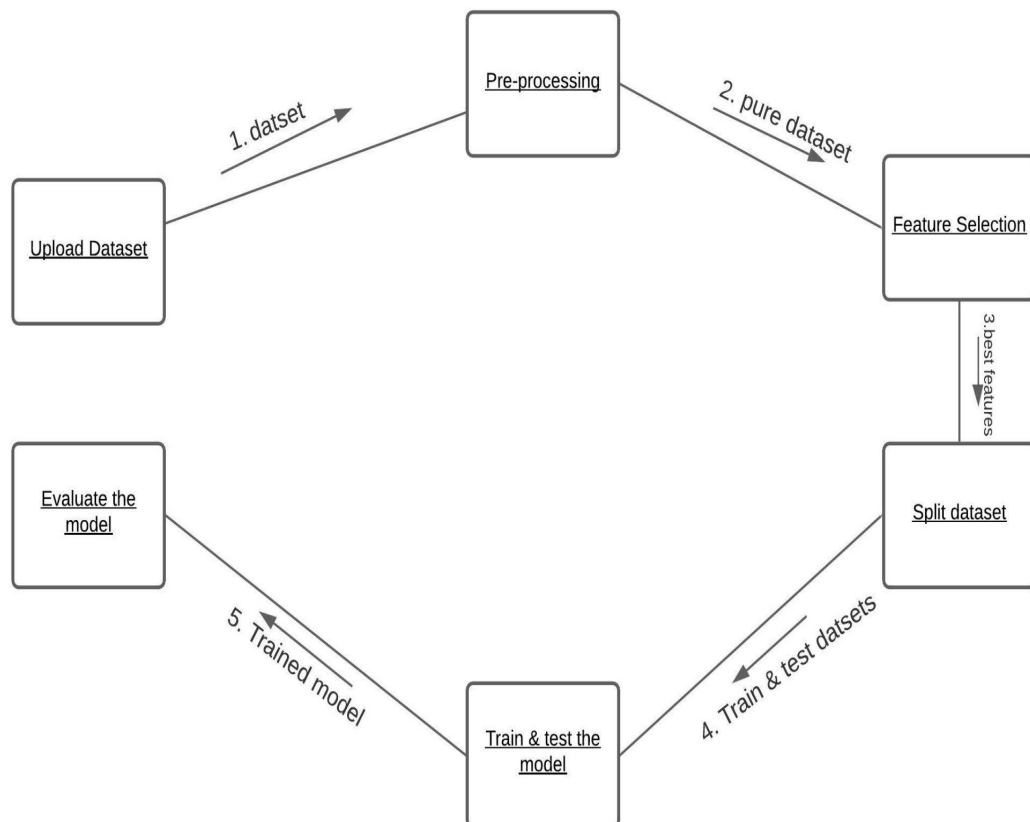 Pre-processing
1. datset
2. pure dataset
Upload Dataset
Feature Selection
3.best features
Evaluate the
model
Split dataset
5. Trained model
4. Train & test datsets
Train & test the
model